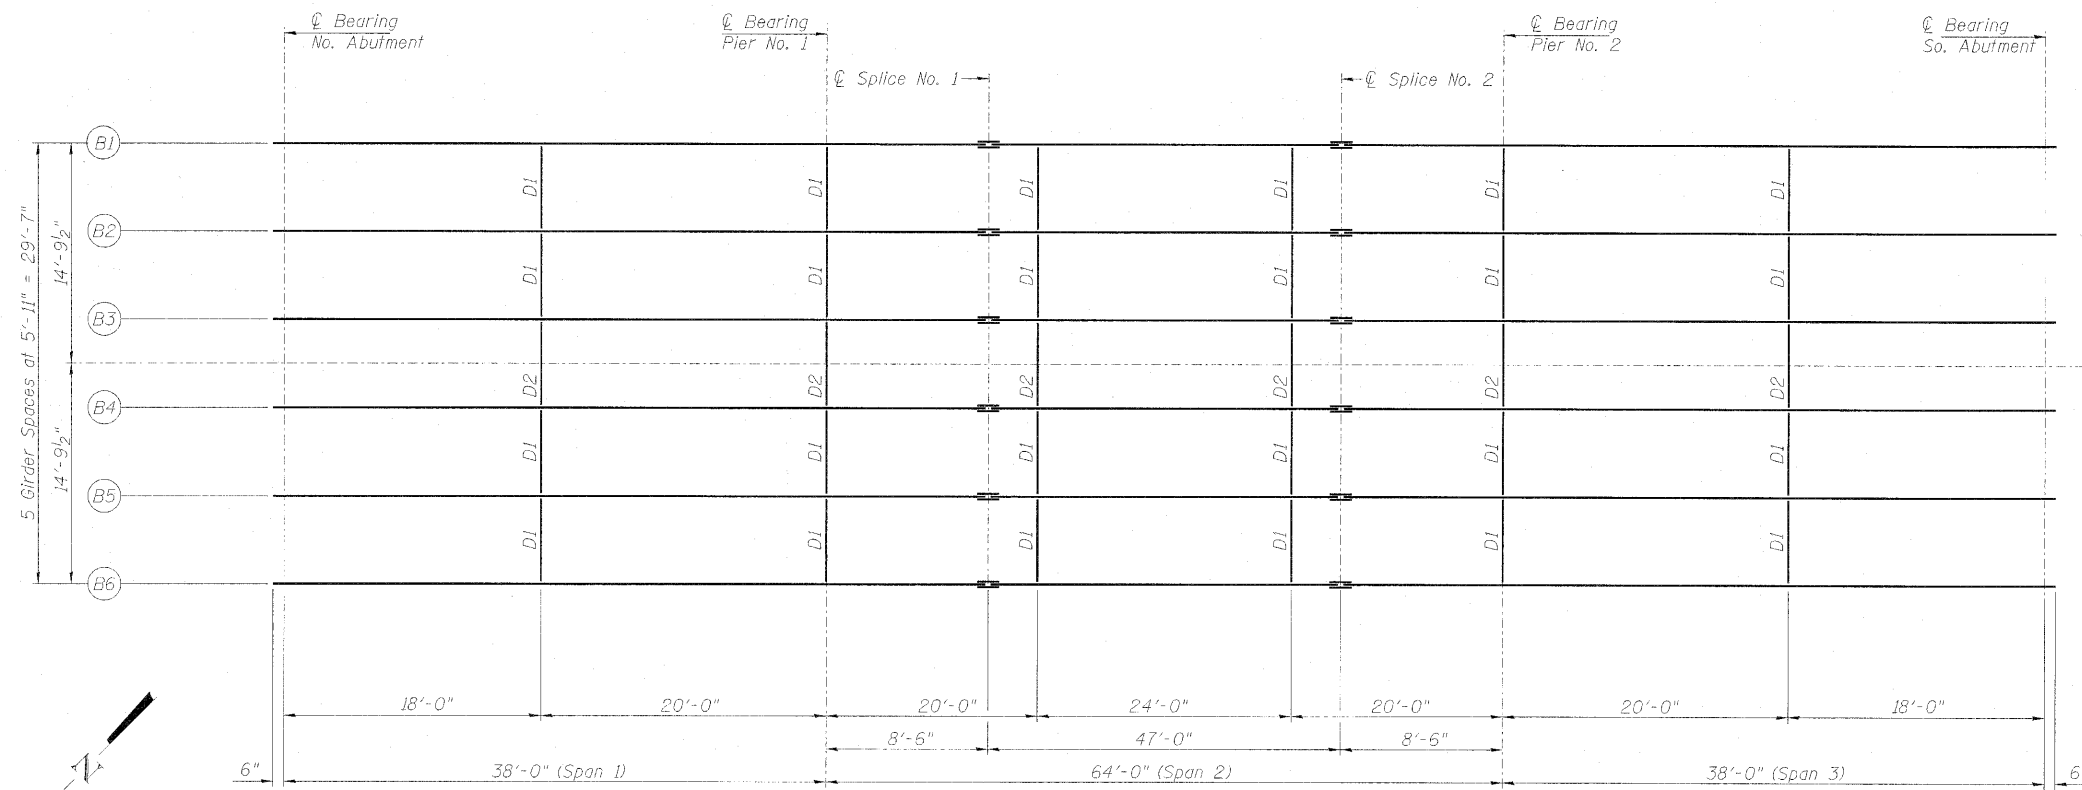 ℄ Bearing
No. Abutment
℄ Bearing
Pier No. 1
℄ Bearing
Pier No. 2
℄ Bearing
So. Abutment
℄ Splice No. 1
℄ Splice No. 2
B1
B2
B3
B4
B5
B6
5 Girder Spaces at 5'-11" = 29'-7"
14'-9½"
14'-9½"
D1 D1 D1 D1 D1 D1
D1 D1 D1 D1 D1 D1
D2 D2 D2 D2 D2 D2
D1 D1 D1 D1 D1 D1
D1 D1 D1 D1 D1 D1
18'-0" 20'-0" 20'-0" 24'-0" 20'-0" 20'-0" 18'-0"
8'-6" 47'-0" 8'-6"
6" 38'-0" (Span 1) 64'-0" (Span 2) 38'-0" (Span 3) 6
N